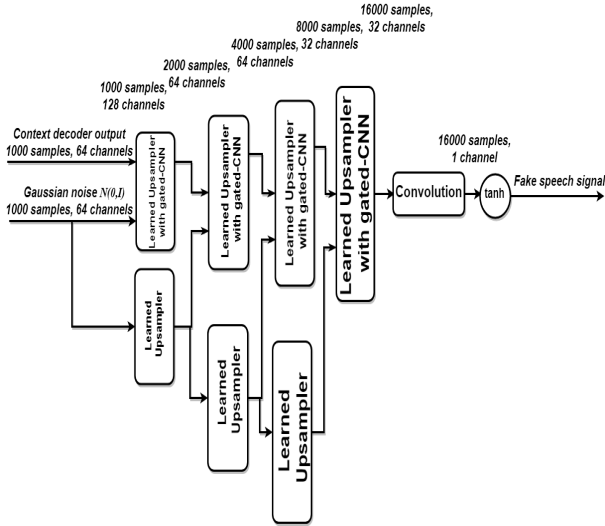 16000 samples,
32 channels
8000 samples,
32 channels
4000 samples,
64 channels
2000 samples,
64 channels
1000 samples,
128 channels
Context decoder output
1000 samples, 64 channels
Gaussian noise N(0,I)
1000 samples, 64 channels
Learned Upsampler
with gated-CNN
Learned Upsampler
with gated-CNN
Learned Upsampler
with gated-CNN
Learned Upsampler
with gated-CNN
Convolution
16000 samples,
1 channel
tanh
Fake speech signal
Learned
Upsampler
Learned
Upsampler
Learned
Upsampler